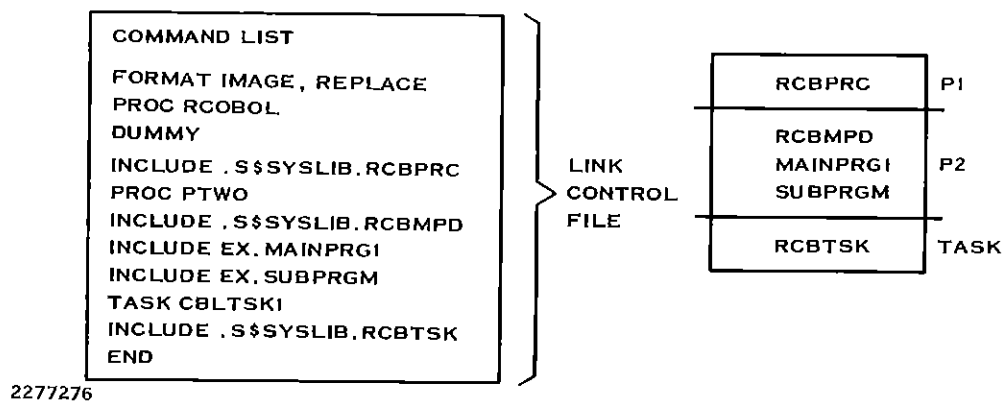 COMMAND LIST
FORMAT IMAGE, REPLACE
PROC RCOBOL
DUMMY
INCLUDE .S$SYSLIB.RCBPRC
PROC PTWO
INCLUDE .S$SYSLIB.RCBMPD
INCLUDE EX.MAINPRG1
INCLUDE EX.SUBPRGM
TASK CBLTSK1
INCLUDE .S$SYSLIB.RCBTSK
END
LINK
CONTROL
FILE
RCBPRC P1
RCBMPD
MAINPRG1 P2
SUBPRGM
RCBTSK TASK
2277276